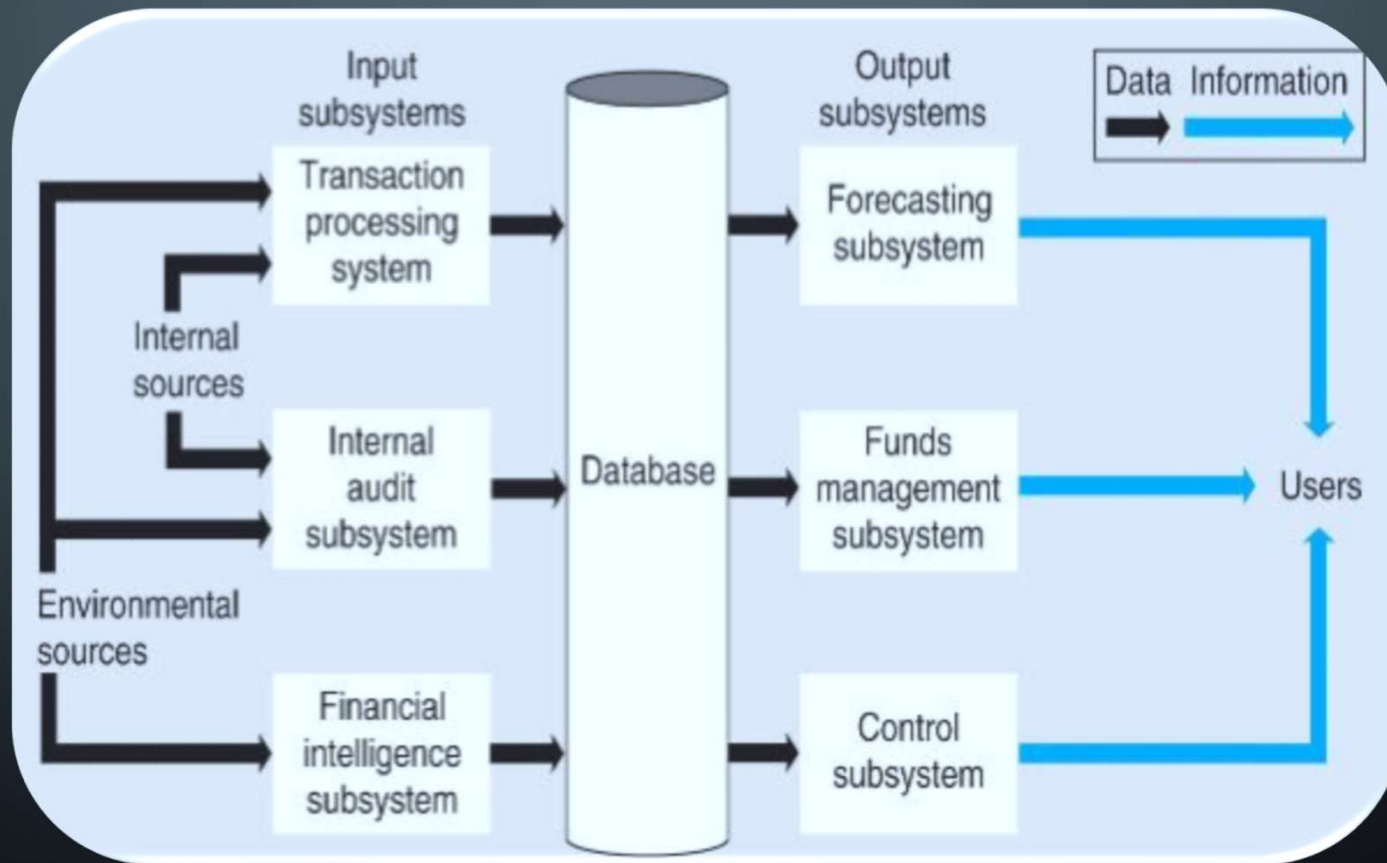 Input
subsystems
Output
subsystems
Data Information
Transaction
processing
system
Forecasting
subsystem
Internal
sources
Internal
audit
subsystem
Database
Funds
management
subsystem
Users
Environmental
sources
Financial
intelligence
subsystem
Control
subsystem